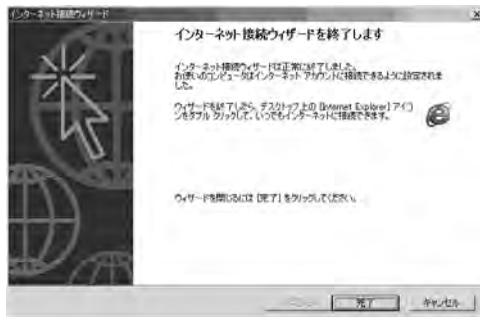 インターネット接続ウィザード
インターネット接続ウィザードを終了します
インターネット接続ウィザードは正常に終了しました。
お使いのコンピュータはインターネット アカウントに接続できるように設定されま
した。
ウィザードを終了したら、デスクトップ上の [Internet Explorer] アイコ
ンをダブル クリックして、いつでもインターネットに接続できます。
ウィザードを閉じるには [完了] をクリックしてください。
完了
キャンセル